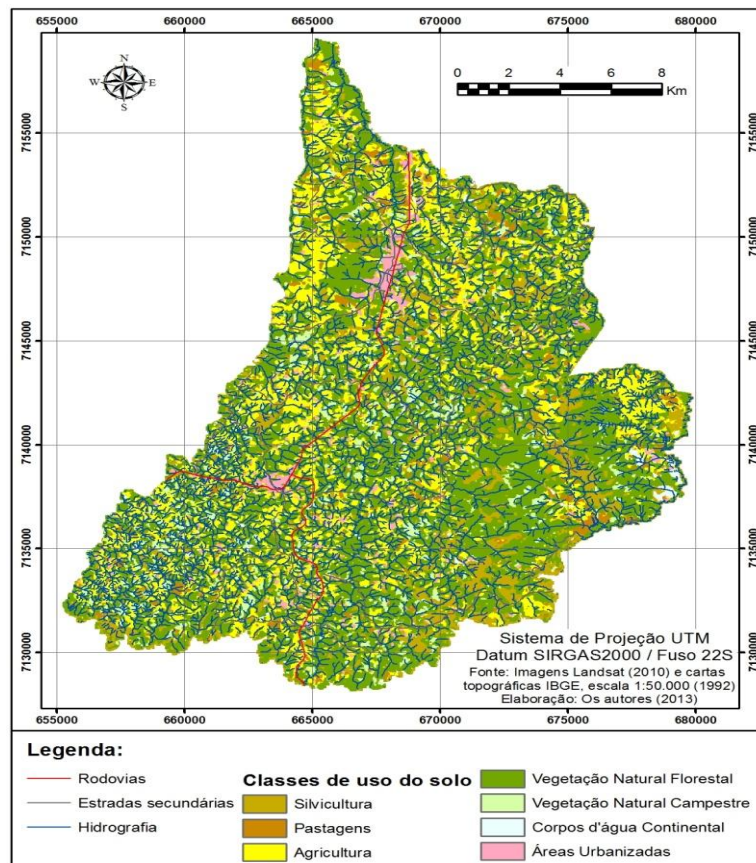 655000 660000 665000 670000 675000 680000
N
W E
S
0 2 4 6 8
Km
7155000 7155000
7150000 7150000
7145000 7145000
7140000 7140000
7135000 7135000
7130000 7130000
Sistema de Projeção UTM
Datum SIRGAS2000 / Fuso 22S
Fonte: Imagens Landsat (2010) e cartas
topográficas IBGE, escala 1:50.000 (1992)
Elaboração: Os autores (2013)
655000 660000 665000 670000 675000 680000
Legenda:
Rodovias
Estradas secundárias
Hidrografia
Classes de uso do solo
Silvicultura
Pastagens
Agricultura
Vegetação Natural Florestal
Vegetação Natural Campestre
Corpos d'água Continental
Áreas Urbanizadas